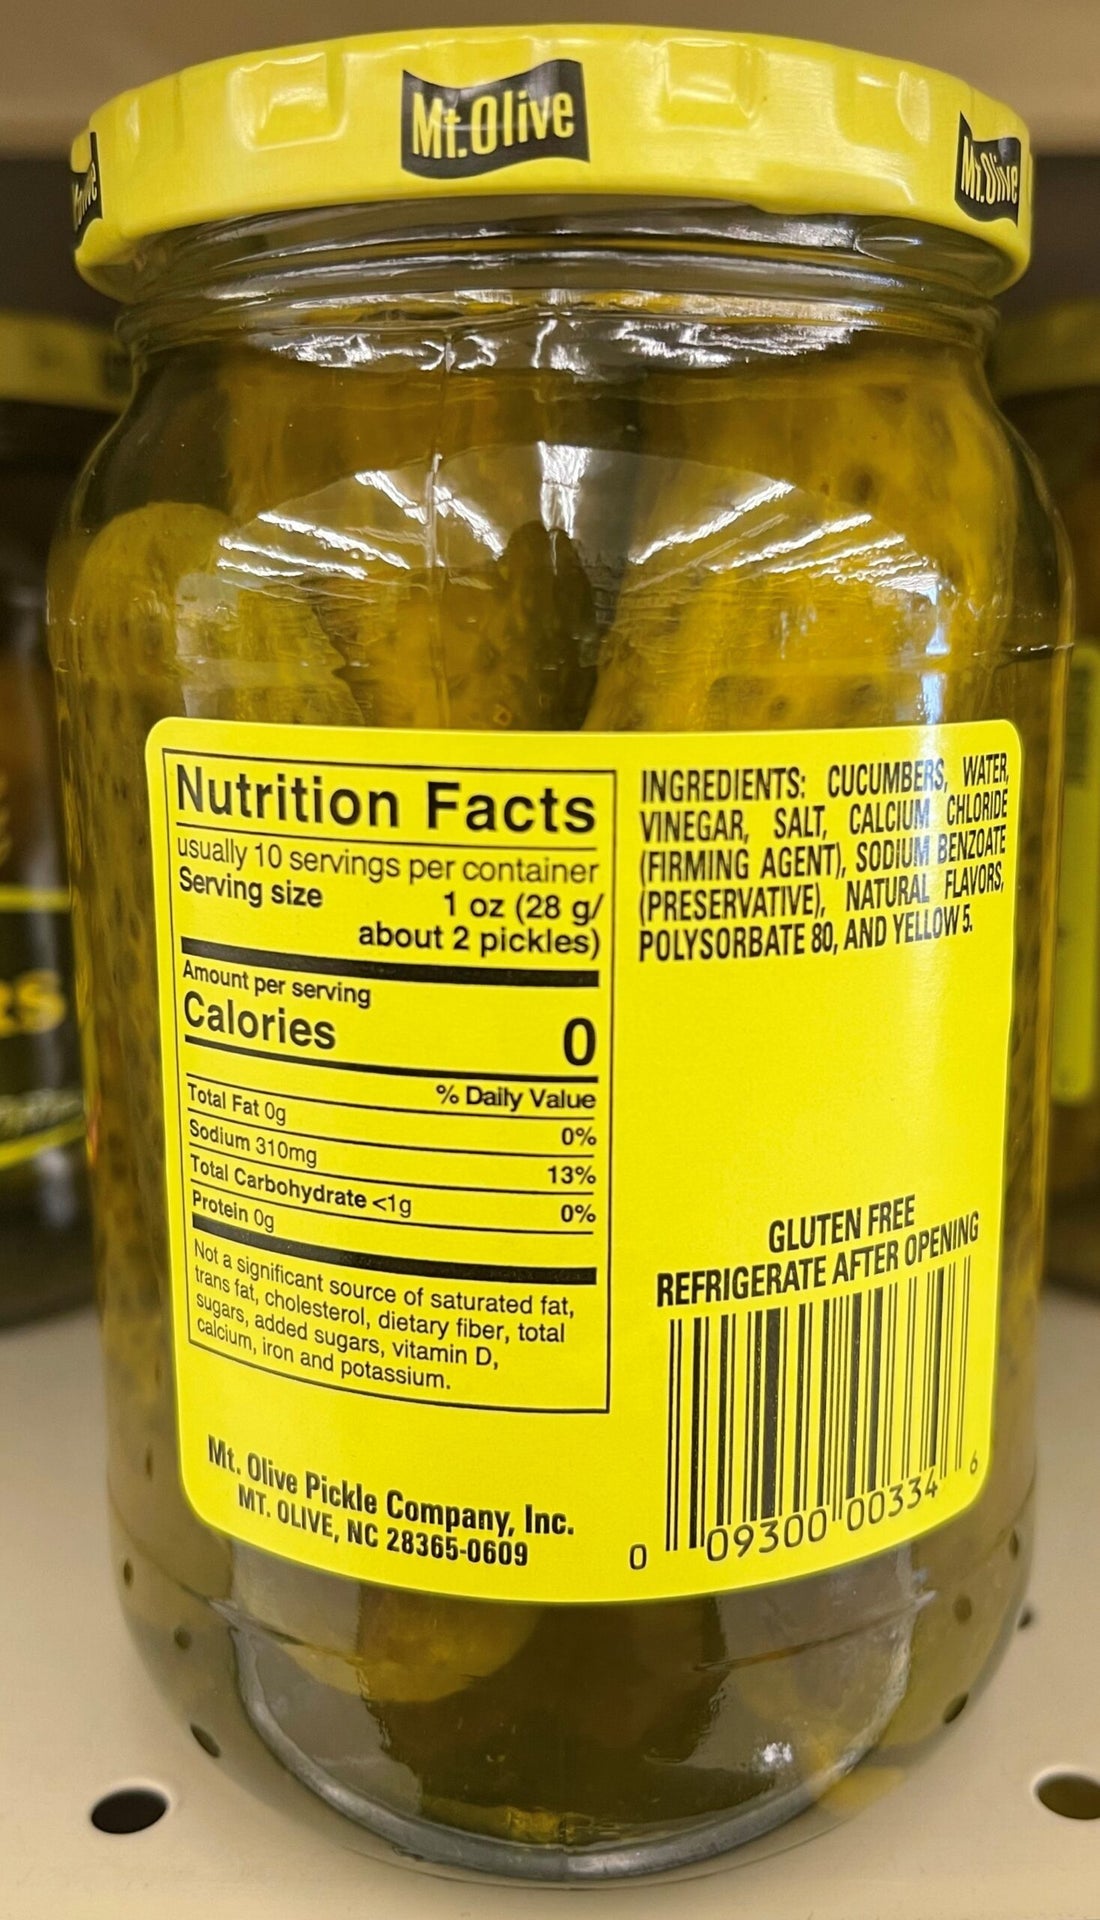 Mt.Olive
Mt.Olive
Nutrition Facts
usually 10 servings per container
Serving size 1 oz (28 g/
about 2 pickles)
Amount per serving
Calories 0
% Daily Value
Total Fat 0g 0%
Sodium 310mg 13%
Total Carbohydrate <1g 0%
Protein 0g
Not a significant source of saturated fat,
trans fat, cholesterol, dietary fiber, total
sugars, added sugars, vitamin D,
calcium, iron and potassium.
Mt. Olive Pickle Company, Inc.
MT. OLIVE, NC 28365-0609
INGREDIENTS: CUCUMBERS, WATER,
VINEGAR, SALT, CALCIUM CHLORIDE
(FIRMING AGENT), SODIUM BENZOATE
(PRESERVATIVE), NATURAL FLAVORS,
POLYSORBATE 80, AND YELLOW 5.
GLUTEN FREE
REFRIGERATE AFTER OPENING
0 09300 00334 6